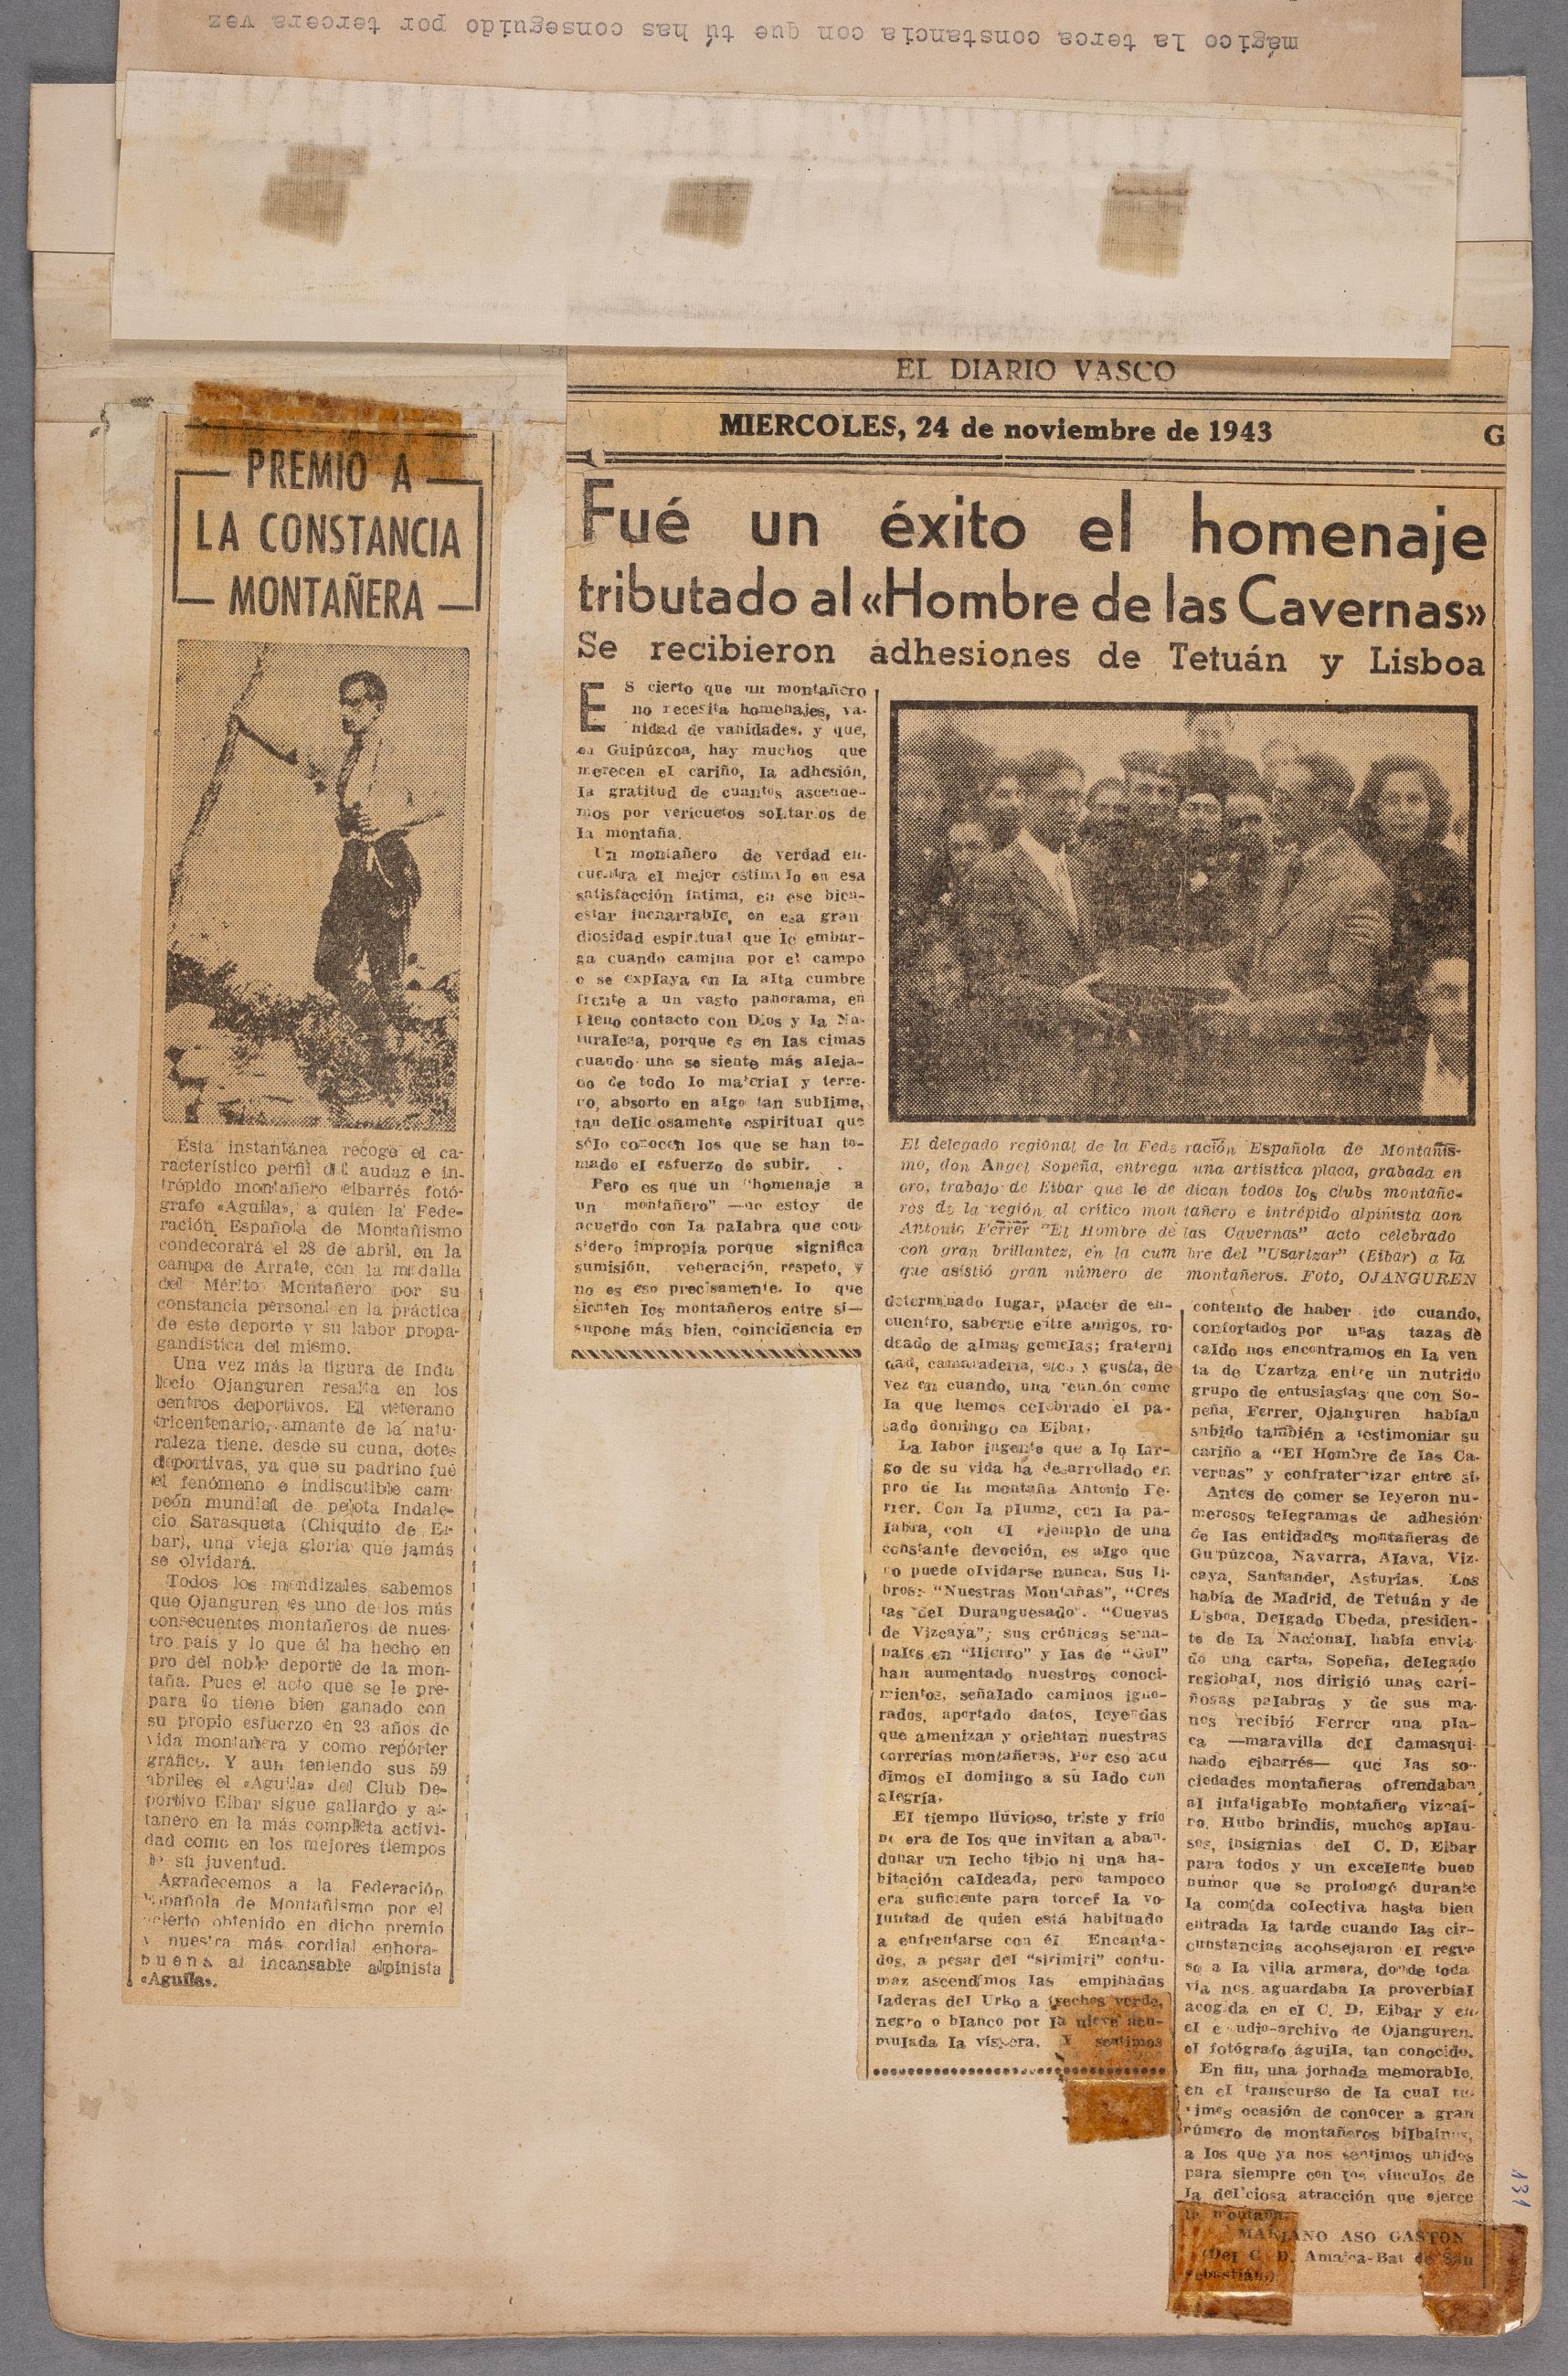 mágico la terca constancia con que tú has conseguido por tercera vez
PREMIO A
LA CONSTANCIA
MONTAÑERA
Esta instantánea recoge el ca-
racterístico perfil del audaz e in-
trépido montañero eibarrés fotó-
grafo «Aguila», a quien la Fede-
ración Española de Montañismo
condecorará el 28 de abril, en la
campa de Arrate, con la medalla
del Mérito Montañero por su
constancia personal en la práctica
de este deporte y su labor propa-
gandística del mismo.
Una vez más la figura de Inda
lecio Ojanguren resalta en los
centros deportivos. El veterano
tricentenario, amante de la natu-
raleza tiene, desde su cuna, dotes
deportivas, ya que su padrino fué
el fenómeno e indiscutible cam-
peón mundial de pelota Indale-
cio Sarasqueta (Chiquito de Ei-
bar), una vieja gloria que jamás
se olvidará.
Todos los mendizales sabemos
que Ojanguren es uno de los más
consecuentes montañeros de nues-
tro país y lo que él ha hecho en
pro del noble deporte de la mon-
taña. Pues el acto que se le pre-
para lo tiene bien ganado con
su propio esfuerzo en 23 años de
vida montañera y como repórter
gráfico. Y aun teniendo sus 59
abriles el «Aguila» del Club De-
portivo Eibar sigue gallardo y al-
tanero en la más completa activi-
dad como en los mejores tiempos
de su juventud.
Agradecemos a la Federación
Española de Montañismo por el
acierto obtenido en dicho premio
y nuestra más cordial enhora-
buena al incansable alpinista
«Aguila».
EL DIARIO VASCO
MIERCOLES, 24 de noviembre de 1943
G
Fué un éxito el homenaje
tributado al «Hombre de las Cavernas»
Se recibieron adhesiones de Tetuán y Lisboa
ES cierto que un montañero
no necesita homenajes, va-
nidad de vanidades, y que,
en Guipúzcoa, hay muchos que
merecen el cariño, la adhesión,
la gratitud de cuantos ascende-
mos por vericuetos solitarios de
la montaña.
Un montañero de verdad en-
cuentra el mejor estimulo en esa
satisfacción íntima, en ese bien-
estar inenarrable, en esa gran
diosidad espiritual que le embar-
ga cuando camina por el campo
o se explaya en la alta cumbre
frente a un vasto panorama, en
pleno contacto con Dios y la Na-
turaleza, porque es en las cimas
cuando uno se siente más aleja-
do de todo lo material y terre-
no, absorto en algo tan sublime,
tan deliciosamente espiritual que
sólo conocen los que se han to-
mado el esfuerzo de subir.
Pero es que un "homenaje a
un montañero" —no estoy de
acuerdo con la palabra que con
sidero impropia porque significa
sumisión, veneración, respeto, y
no es eso precisamente, lo que
sienten los montañeros entre sí—
supone más bien, coincidencia en
El delegado regional de la Federación Española de Montañis-
mo, don Angel Sopeña, entrega una artística placa, grabada en
oro, trabajo de Eibar que le dedican todos los clubs montañe-
ros de la región al crítico montañero e intrépido alpinista don
Antonio Ferrer "El Hombre de las Cavernas" acto celebrado
con gran brillantez, en la cumbre del "Usartzar" (Eibar) a la
que asistió gran número de montañeros. Foto, OJANGUREN
determinado lugar, placer de en-
cuentro, saberse entre amigos, ro-
deado de almas gemelas; fraterni
dad, camaradería, etc., y gusta, de
vez en cuando, una reunión como
la que hemos celebrado el pa-
sado domingo en Eibar.
La labor ingente que a lo lar-
go de su vida ha desarrollado en
pro de la montaña Antonio Fe-
rrer. Con la pluma, con la pa-
labra, con el ejemplo de una
constante devoción, es algo que
no puede olvidarse nunca. Sus li-
bros: "Nuestras Montañas", "Cres
tas del Duranguesado". "Cuevas
de Vizcaya"; sus crónicas sema-
nales en "Hierro" y las de "Gol"
han aumentado nuestros conoci-
mientos, señalado caminos igno-
rados, aportado datos, leyendas
que amenizan y orientan nuestras
correrías montañeras. Por eso acu
dimos el domingo a su lado con
alegría.
El tiempo lluvioso, triste y frío
no era de los que invitan a aban-
donar un lecho tibio ni una ha-
bitación caldeada, pero tampoco
era suficiente para torcer la vo
luntad de quien está habituado
a enfrentarse con él. Encanta-
dos, a pesar del "sirimiri" contu-
maz ascendimos las empinadas
laderas del Urko a trechos verde,
negro o blanco por la nieve acu-
mulada la víspera. Y sentimos
contento de haber ido cuando,
confortados por unas tazas de
caldo nos encontramos en la ven
ta de Uzartza entre un nutrido
grupo de entusiastas que con So-
peña, Ferrer, Ojanguren habían
subido también a testimoniar su
cariño a "El Hombre de las Ca-
vernas" y confraternizar entre sí.
Antes de comer se leyeron nu-
merosos telegramas de adhesión
de las entidades montañeras de
Guipúzcoa, Navarra, Alava, Viz-
caya, Santander, Asturias. Los
había de Madrid, de Tetuán y de
Lisboa. Delgado Ubeda, presiden-
te de la Nacional, había envia
do una carta. Sopeña, delegado
regional, nos dirigió unas cari-
ñosas palabras y de sus ma-
nos recibió Ferrer una pla-
ca —maravilla del damasqui-
nado eibarrés— que las so-
ciedades montañeras ofrendaban
al infatigable montañero vizcaí-
no. Hubo brindis, muchos aplau-
sos, insignias del C. D. Eibar
para todos y un excelente buen
humor que se prolongó durante
la comida colectiva hasta bien
entrada la tarde cuando las cir-
cunstancias aconsejaron el regre
so a la villa armera, donde toda
vía nos aguardaba la proverbial
acogida en el C. D. Eibar y en
el estudio-archivo de Ojanguren.
el fotógrafo águila, tan conocido.
En fin, una jornada memorable,
en el transcurso de la cual tu-
vimos ocasión de conocer a gran
número de montañeros bilbaínos,
a los que ya nos sentimos unidos
para siempre con los vínculos de
la deliciosa atracción que ejerce
la montaña.
MARIANO ASO GASTON
(Del C. D. Amaica-Bat de San
Sebastián.)
131